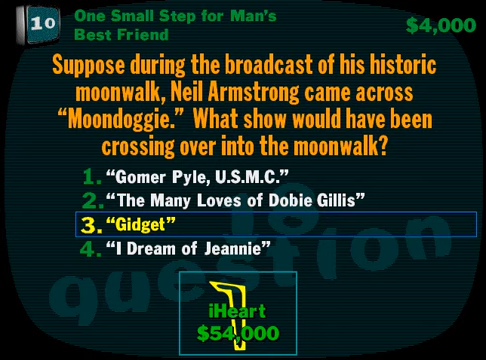 10
One Small Step for Man's
Best Friend
$4,000
Suppose during the broadcast of his historic
moonwalk, Neil Armstrong came across
“Moondoggie.” What show would have been
crossing over into the moonwalk?
1. “Gomer Pyle, U.S.M.C.”
2. “The Many Loves of Dobie Gillis”
3. “Gidget”
4. “I Dream of Jeannie”
question
iHeart
$54,000